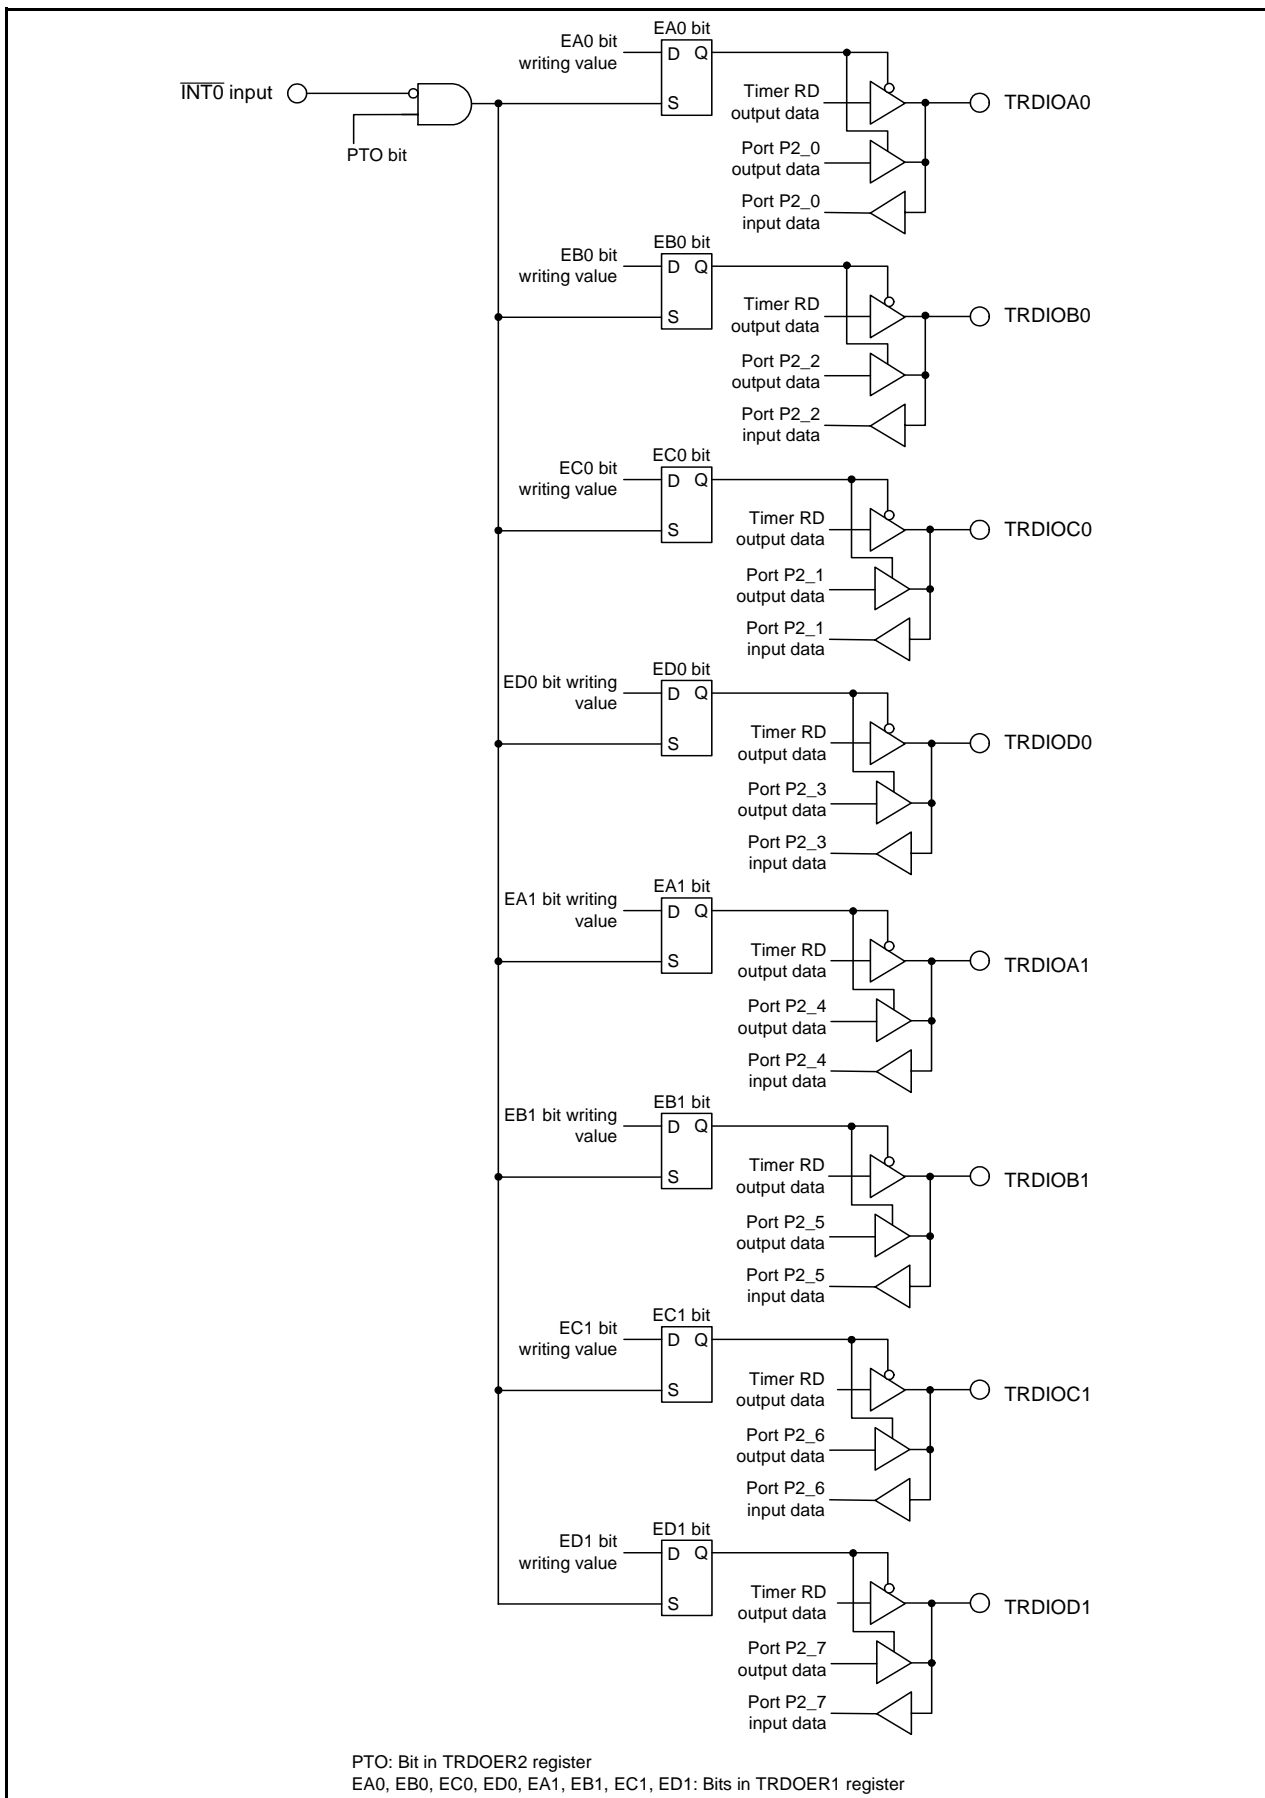 EA0 bit
EA0 bit
writing value
D Q
S
INT0 input
PTO bit
Timer RD
output data
TRDIOA0
Port P2_0
output data
Port P2_0
input data
EB0 bit
EB0 bit
writing value
D Q
S
Timer RD
output data
TRDIOB0
Port P2_2
output data
Port P2_2
input data
EC0 bit
EC0 bit
writing value
D Q
S
Timer RD
output data
TRDIOC0
Port P2_1
output data
Port P2_1
input data
ED0 bit
ED0 bit writing
value
D Q
S
Timer RD
output data
TRDIOD0
Port P2_3
output data
Port P2_3
input data
EA1 bit
EA1 bit writing
value
D Q
S
Timer RD
output data
TRDIOA1
Port P2_4
output data
Port P2_4
input data
EB1 bit
EB1 bit writing
value
D Q
S
Timer RD
output data
TRDIOB1
Port P2_5
output data
Port P2_5
input data
EC1 bit
EC1 bit
writing value
D Q
S
Timer RD
output data
TRDIOC1
Port P2_6
output data
Port P2_6
input data
ED1 bit
ED1 bit
writing value
D Q
S
Timer RD
output data
TRDIOD1
Port P2_7
output data
Port P2_7
input data
PTO: Bit in TRDOER2 register
EA0, EB0, EC0, ED0, EA1, EB1, EC1, ED1: Bits in TRDOER1 register